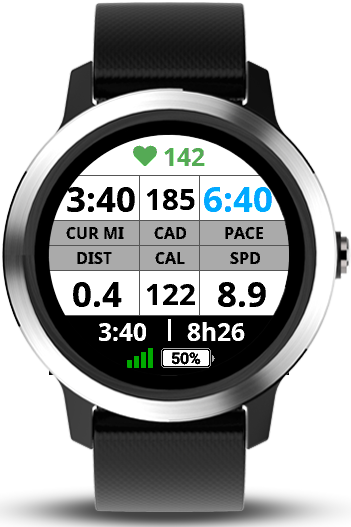 142
3:40 185 6:40
CUR MI CAD PACE
DIST CAL SPD
0.4 122 8.9
3:40 | 8h26
50%